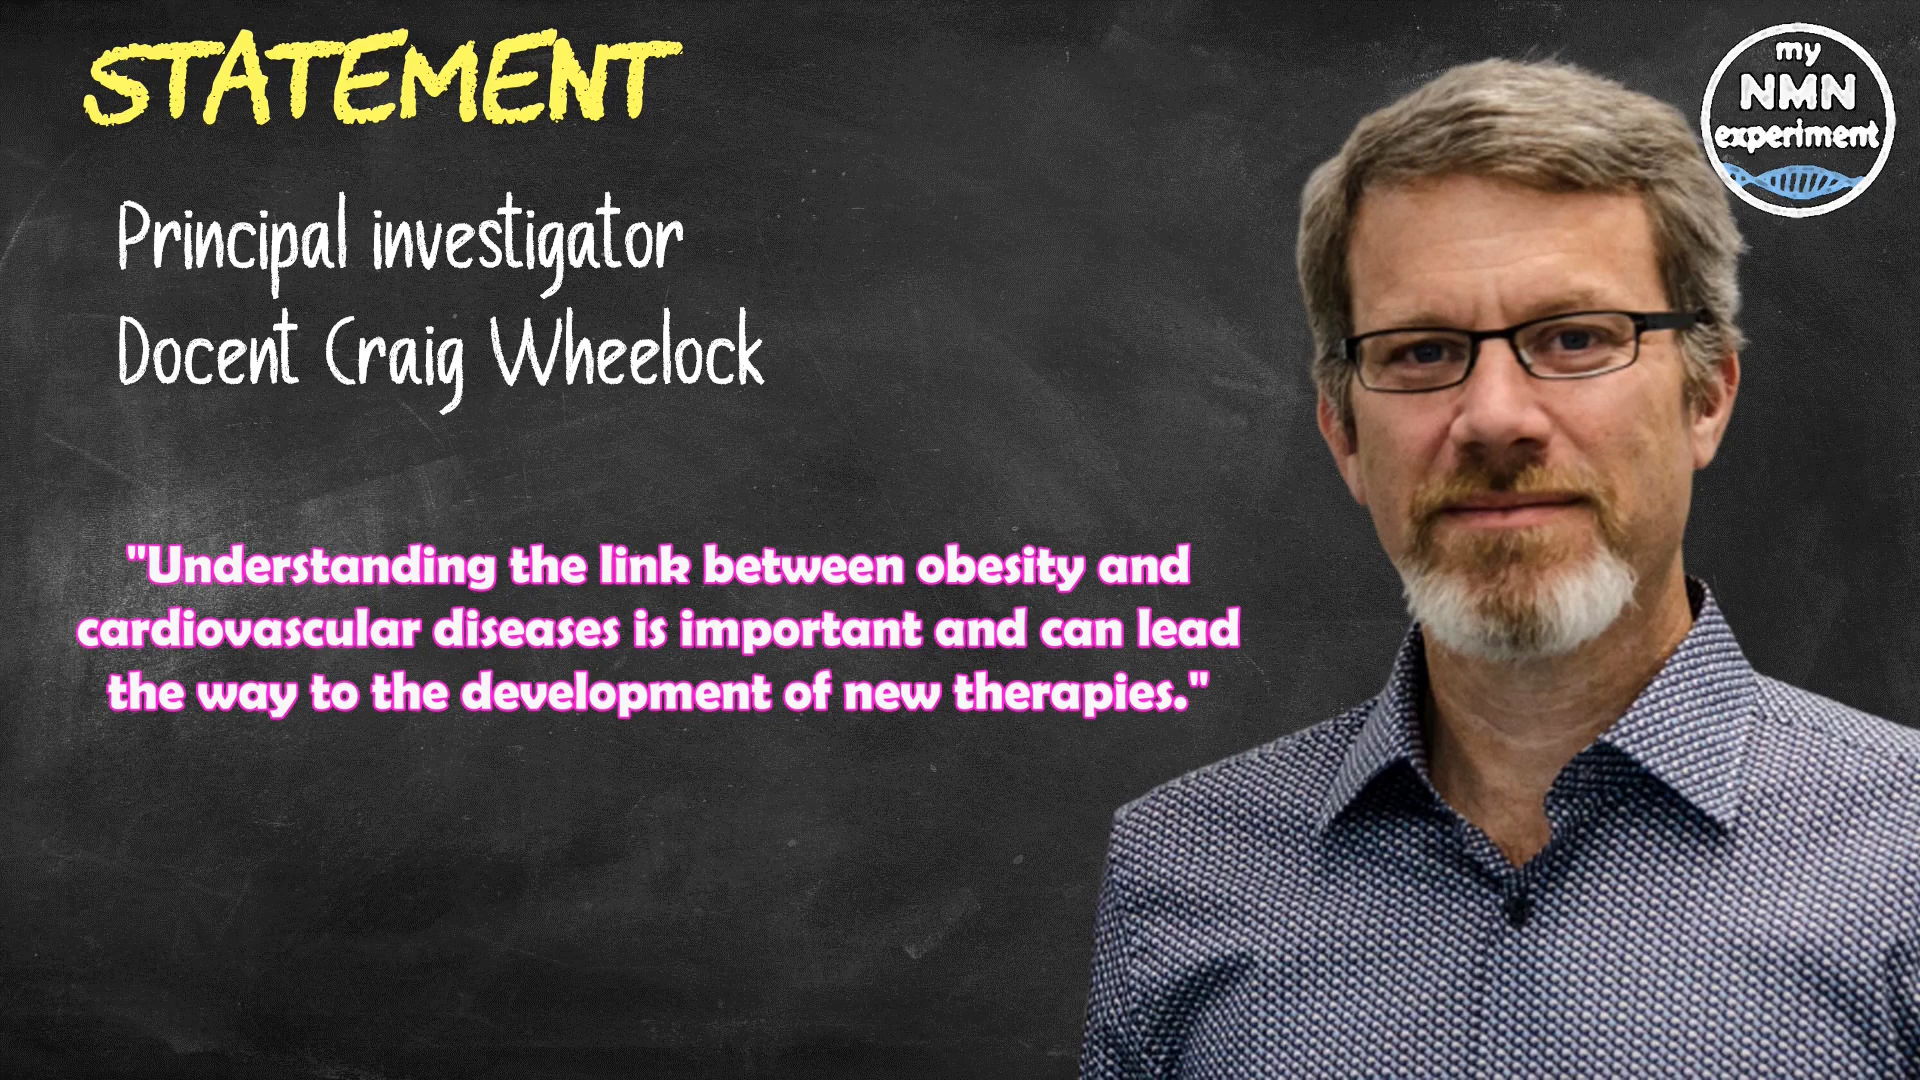 STATEMENT
my
NMN
experiment
Principal investigator
Docent Craig Wheelock
"Understanding the link between obesity and
cardiovascular diseases is important and can lead
the way to the development of new therapies."